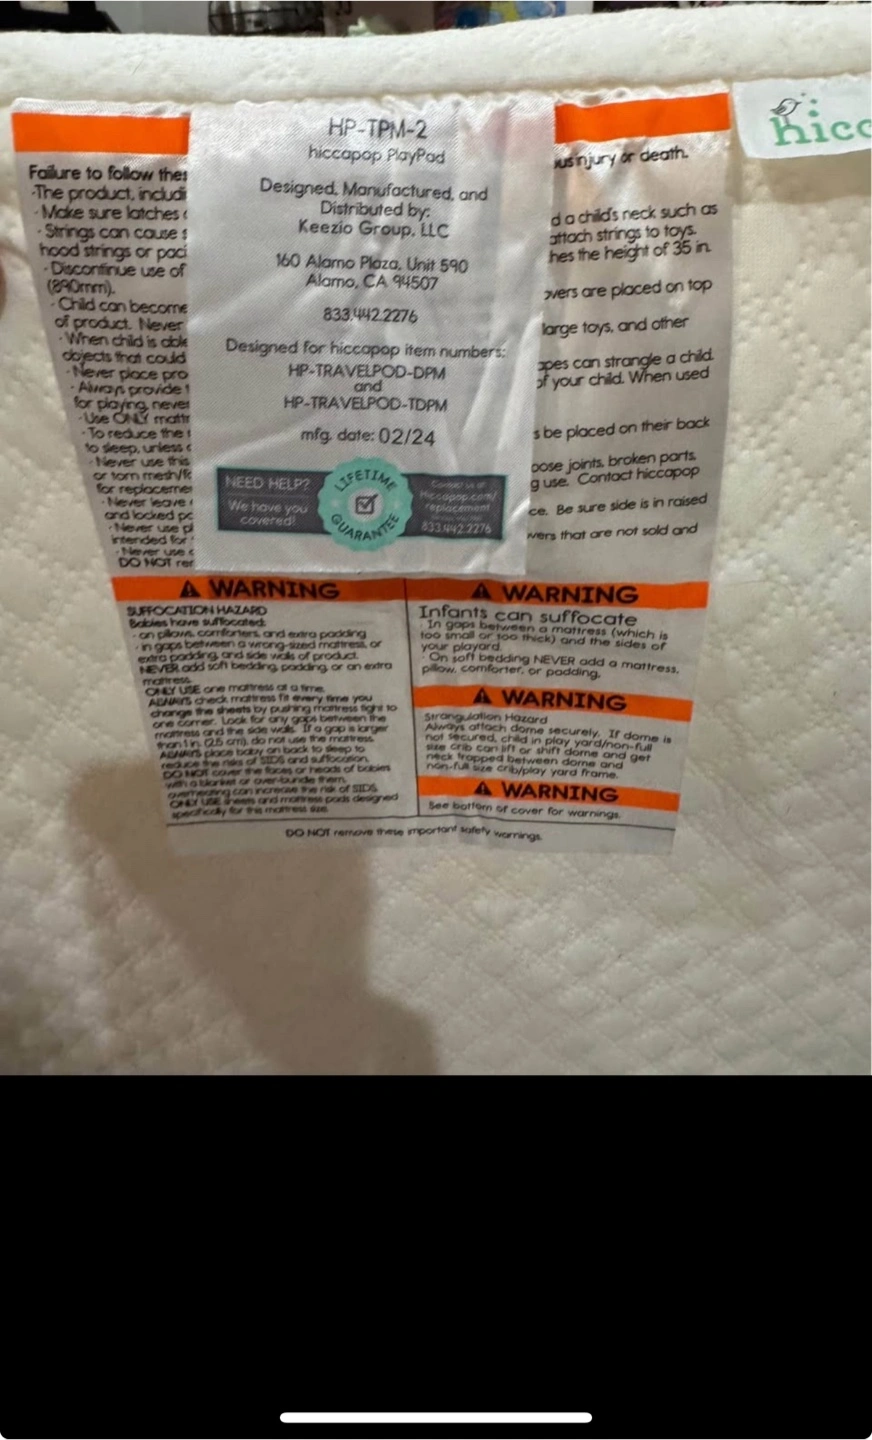 HP-TPM-2
hiccapop PlayPad
Designed, Manufactured, and
Distributed by:
Keezio Group, LLC
160 Alamo Plaza, Unit 590
Alamo, CA 94507
833.442.2276
Designed for hiccapop item numbers:
HP-TRAVELPOD-DPM
and
HP-TRAVELPOD-TDPM
mfg. date: 02/24
NEED HELP?
We have you
covered!
LIFETIME
GUARANTEE
Contact us at
hiccapop.com/
replacement
833.442.2276
hicc
Failure to follow thes
· The product, includi
· Make sure latches
· Strings can cause s
hood strings or paci
· Discontinue use of
(890mm).
· Child can become
of product. Never
· When child is able
objects that could
· Never place pro
· Always provide
for playing, never
· Use ONLY mattr
· To reduce the
to sleep, unless
· Never use this
or torn mesh/f
for replaceme
· Never leave
and locked po
· Never use pl
intended for
· Never use
DO NOT re
us injury or death.
d a child's neck such as
attach strings to toys.
hes the height of 35 in.
overs are placed on top
large toys, and other
opes can strangle a child.
of your child. When used
s be placed on their back
oose joints, broken parts,
g use. Contact hiccapop
ce. Be sure side is in raised
wers that are not sold and
WARNING
SUFFOCATION HAZARD
Babies have suffocated:
· on pillows, comforters, and extra padding
· in gaps between a wrong-sized mattress, or
extra padding, and side walls of product.
NEVER add soft bedding, padding, or an extra
mattress.
ONLY USE one mattress at a time.
ALWAYS check mattress fit every time you
change the sheets by pushing mattress tight to
one corner. Look for any gaps between the
mattress and the side walls. If a gap is larger
than 1 in. (2.5 cm), do not use the mattress.
ALWAYS place baby on back to sleep to
reduce the risks of SIDS and suffocation.
DO NOT cover the faces or heads of babies
with a blanket or over-bundle them.
overheating can increase the risk of SIDS.
ONLY USE sheets and mattress pads designed
specifically for this mattress size.
WARNING
Infants can suffocate
· In gaps between a mattress (which is
too small or too thick) and the sides of
your playard.
· On soft bedding NEVER add a mattress,
pillow, comforter, or padding.
WARNING
Strangulation Hazard
Always attach dome securely. If dome is
not secured, child in play yard/non-full
size crib can lift or shift dome and get
neck trapped between dome and
non-full size crib/play yard frame.
WARNING
See bottom of cover for warnings.
DO NOT remove these important safety warnings.